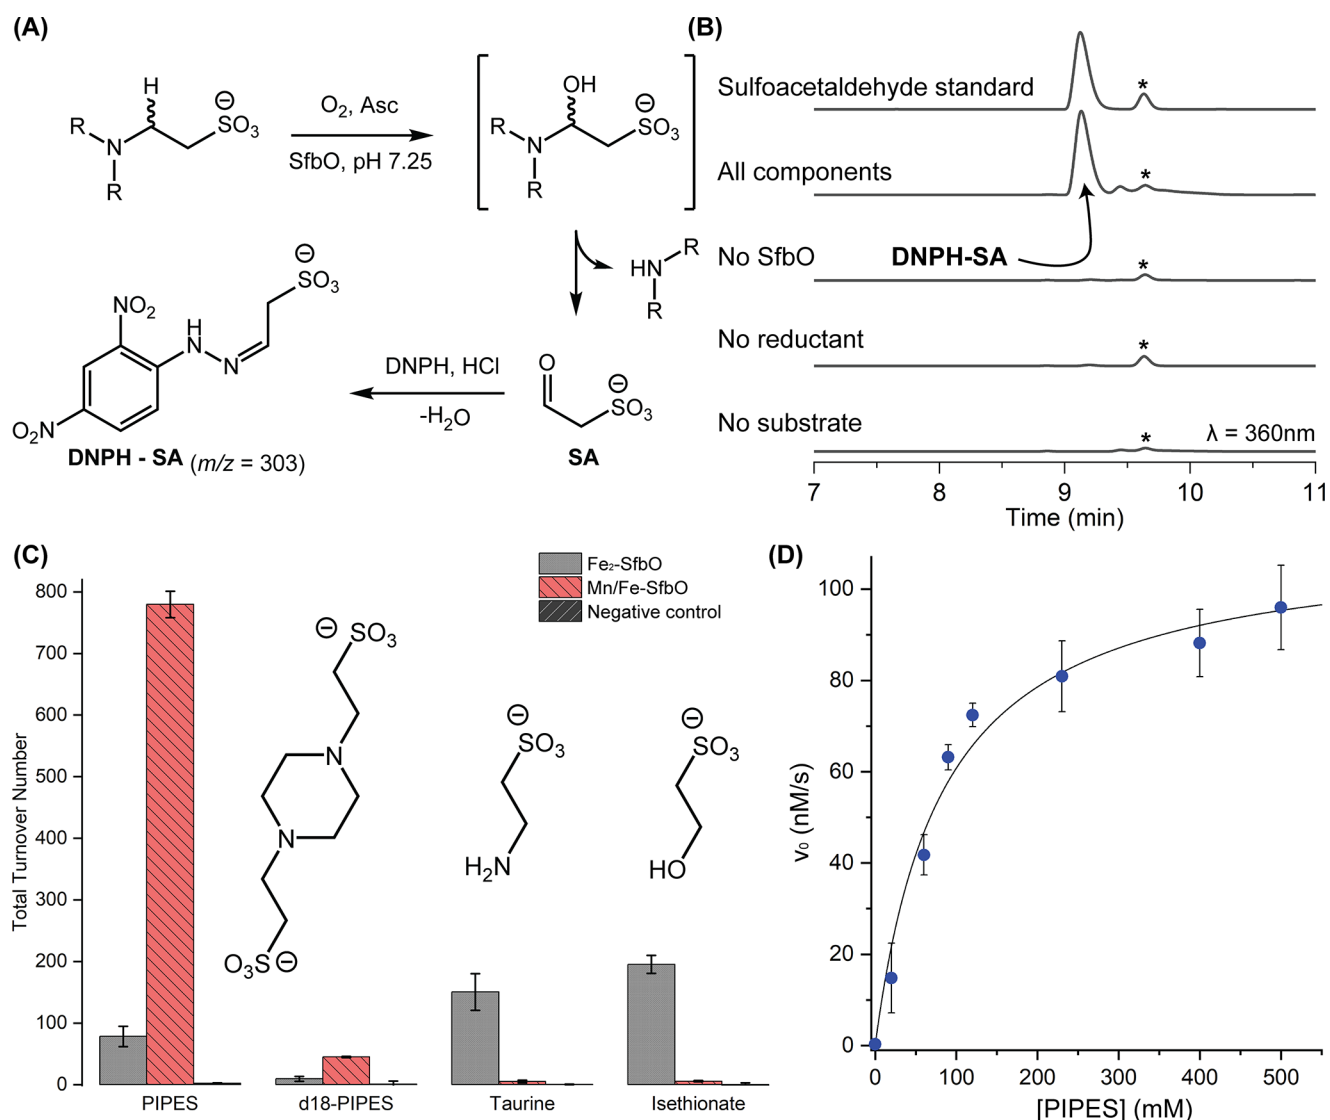 (A)
H
R
N
R
SO3
⊖
O2, Asc
SfbO, pH 7.25
OH
R
N
R
SO3
⊖
HN
R
R
O
SO3
⊖
SA
DNPH, HCl
-H2O
SO3
⊖
NO2
H
N
N
O2N
DNPH - SA (m/z = 303)
(B)
Sulfoacetaldehyde standard
*
All components
*
No SfbO
DNPH-SA
*
No reductant
*
No substrate
*
λ = 360nm
7 8 9 10 11
Time (min)
(C)
Fe2-SfbO
Mn/Fe-SfbO
Negative control
Total Turnover Number
800
700
600
500
400
300
200
100
0
⊖
SO3
N
N
O3S
⊖
⊖
SO3
H2N
⊖
SO3
HO
PIPES d18-PIPES Taurine Isethionate
(D)
v0 (nM/s)
100
80
60
40
20
0
0 100 200 300 400 500
[PIPES] (mM)